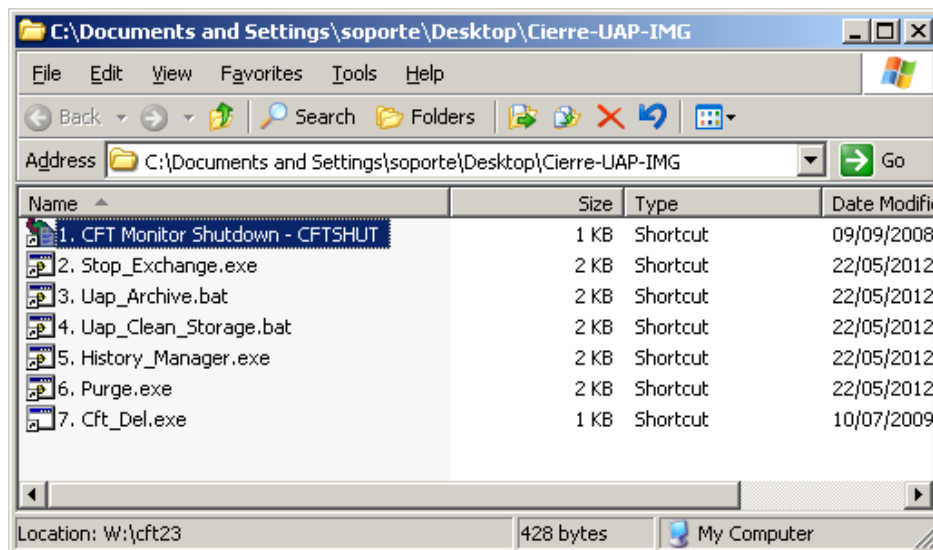 C:\Documents and Settings\soporte\Desktop\Cierre-UAP-IMG
File Edit View Favorites Tools Help
Back Search Folders
Address C:\Documents and Settings\soporte\Desktop\Cierre-UAP-IMG Go
Name Size Type Date Modifi
1. CFT Monitor Shutdown - CFTSHUT 1 KB Shortcut 09/09/2008
2. Stop_Exchange.exe 2 KB Shortcut 22/05/2012
3. Uap_Archive.bat 2 KB Shortcut 22/05/2012
4. Uap_Clean_Storage.bat 2 KB Shortcut 22/05/2012
5. History_Manager.exe 2 KB Shortcut 22/05/2012
6. Purge.exe 2 KB Shortcut 22/05/2012
7. Cft_Del.exe 1 KB Shortcut 10/07/2009
Location: W:\cft23 428 bytes My Computer